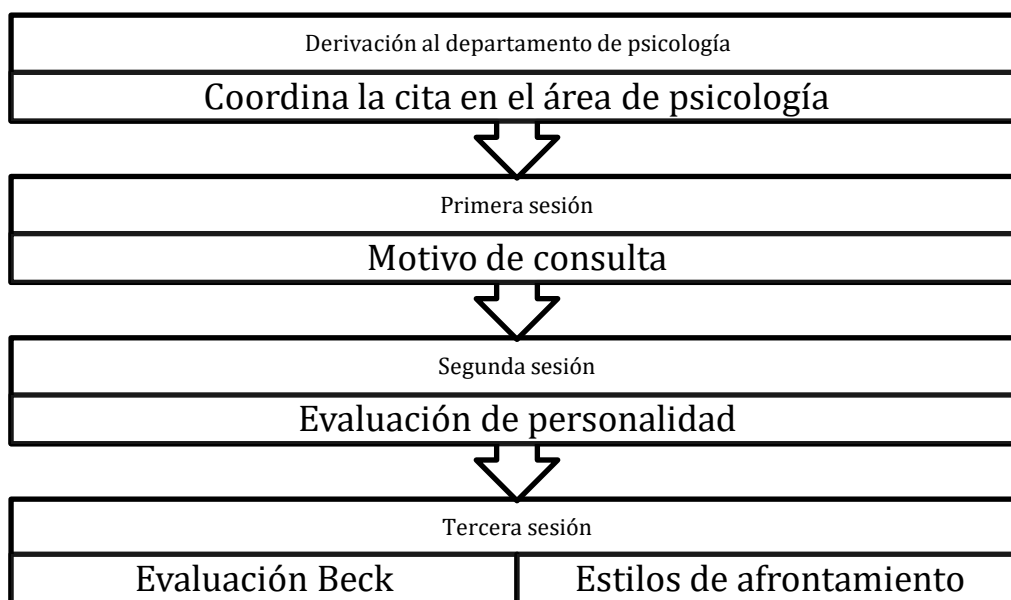 Derivación al departamento de psicología
Coordina la cita en el área de psicología
Primera sesión
Motivo de consulta
Segunda sesión
Evaluación de personalidad
Tercera sesión
Evaluación Beck
Estilos de afrontamiento